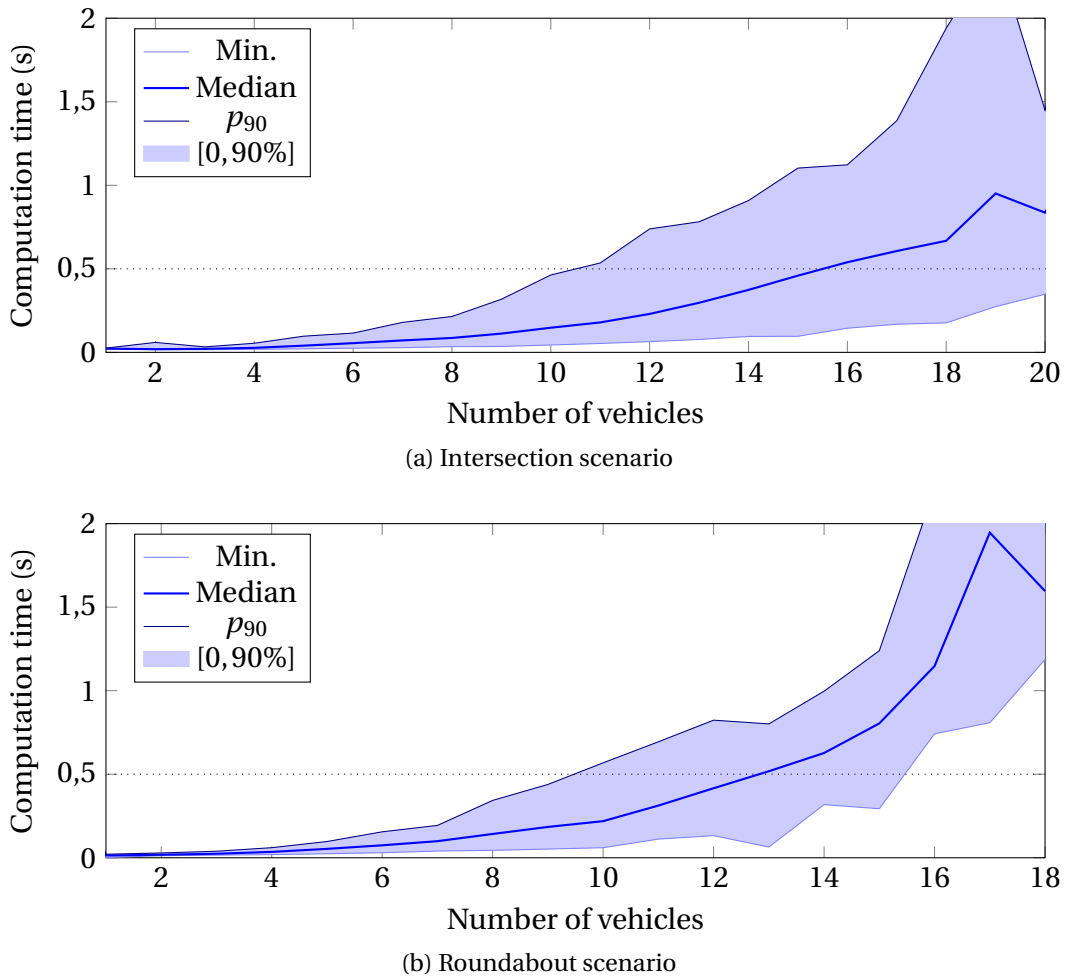 2
1,5
1
0,5
0
Computation time (s)
Min.
Median
p90
[0,90%]
2 4 6 8 10 12 14 16 18 20
Number of vehicles
(a) Intersection scenario
2
1,5
1
0,5
0
Computation time (s)
Min.
Median
p90
[0,90%]
2 4 6 8 10 12 14 16 18
Number of vehicles
(b) Roundabout scenario